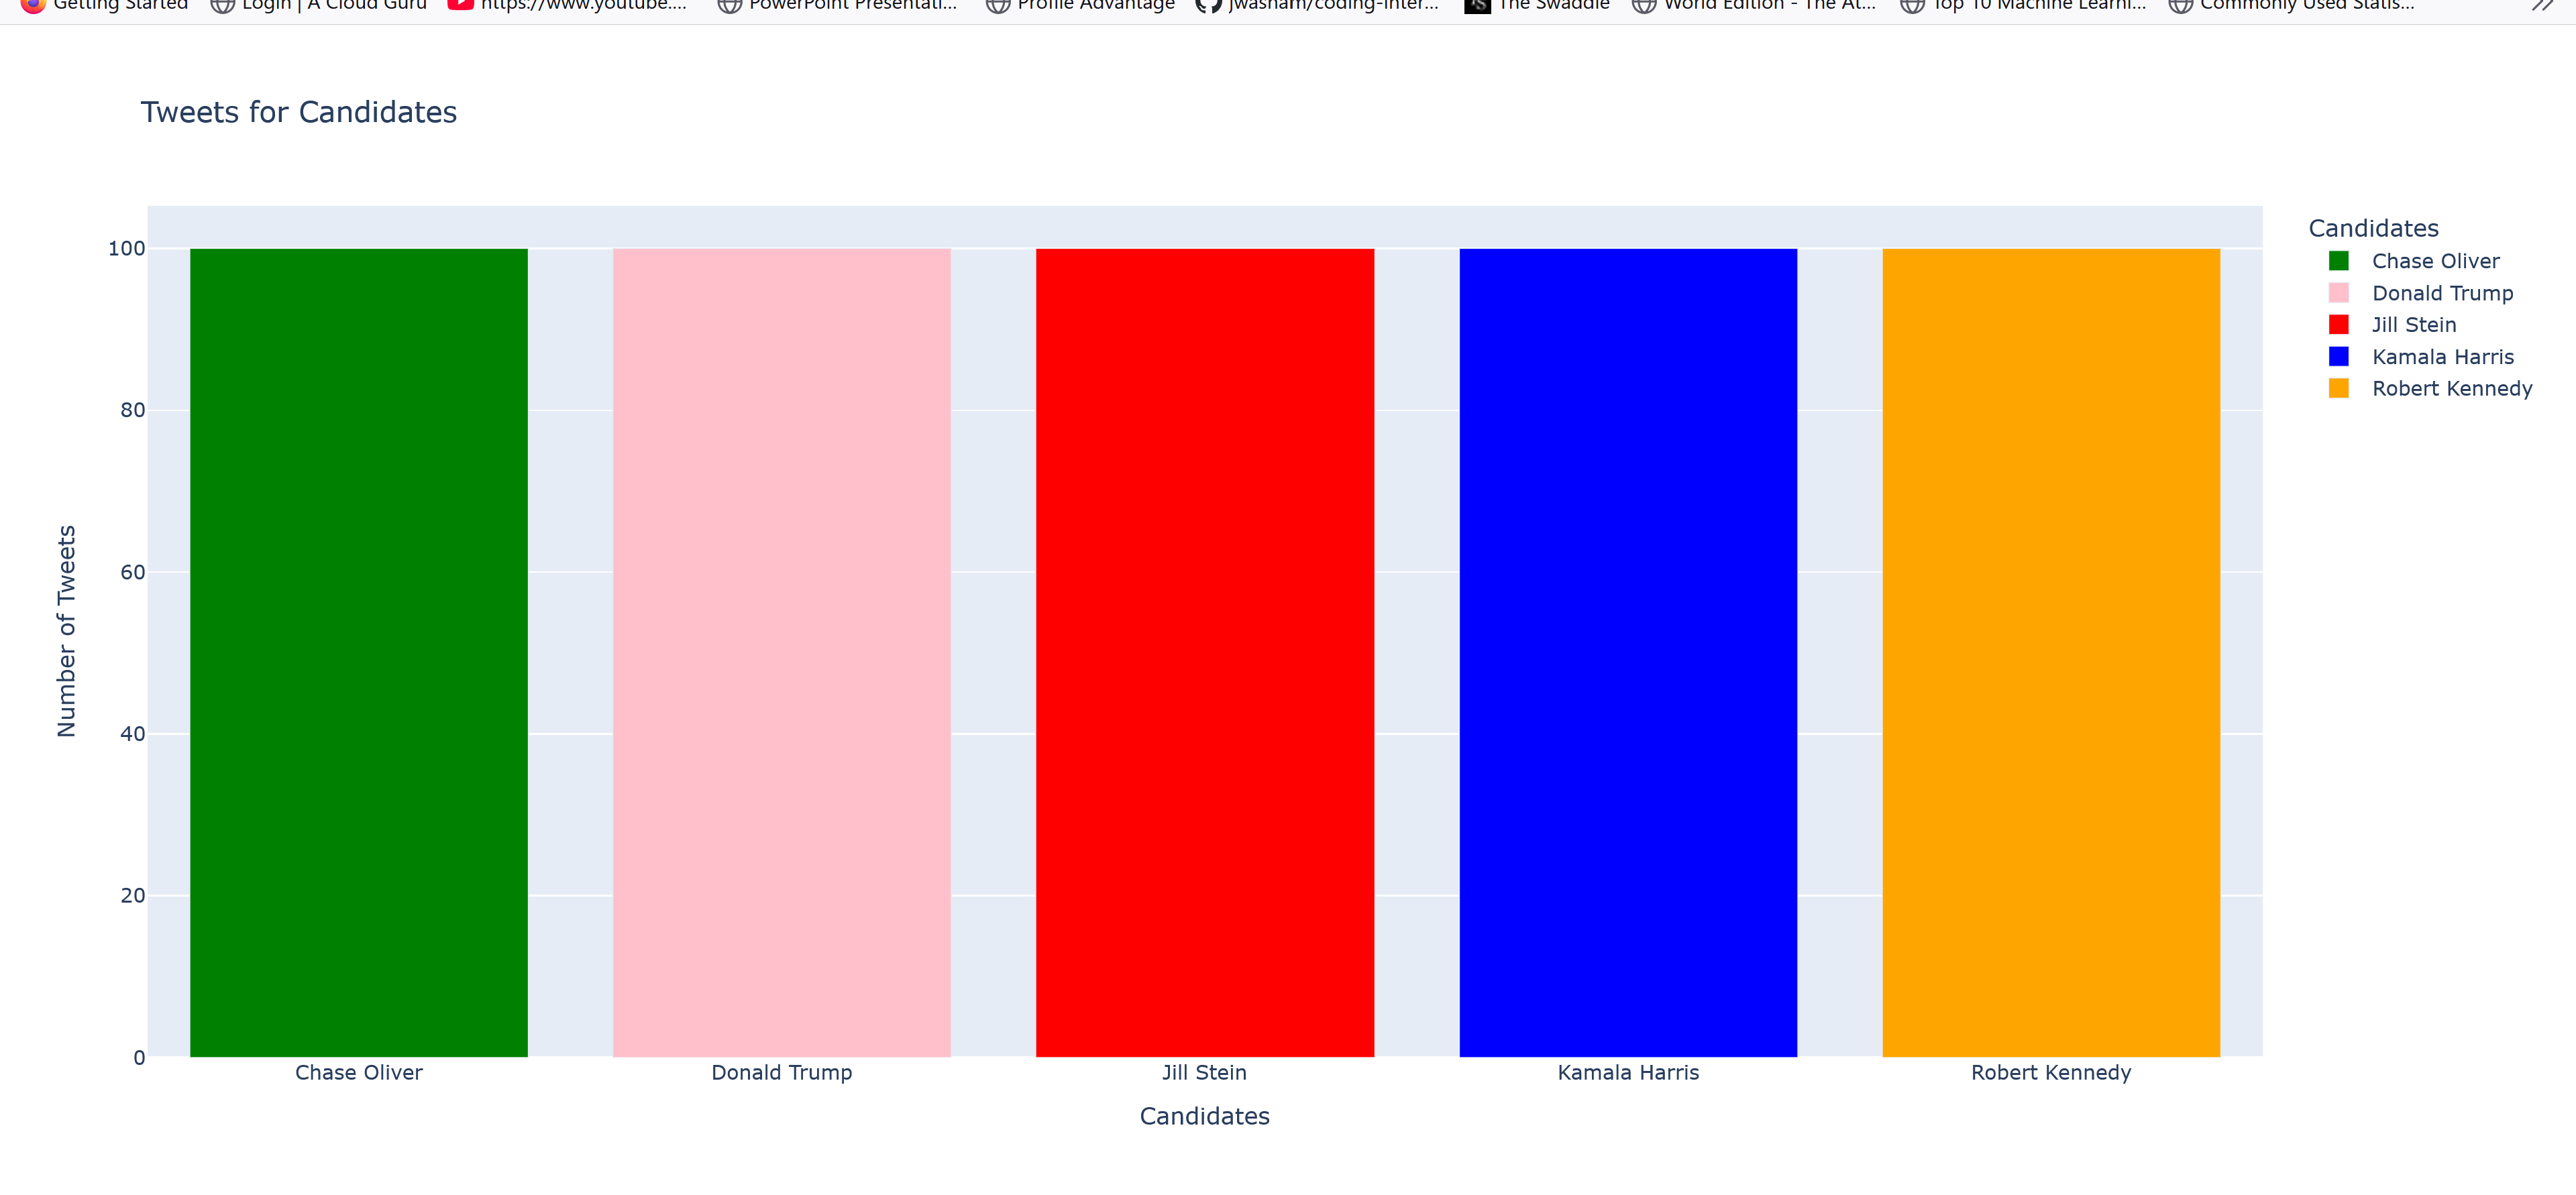 Getting Started Login | A Cloud Guru https://www.youtube.... PowerPoint Presentati... Profile Advantage jwasham/coding-inter... The Swaddle World Edition - The At... Top 10 Machine Learni... Commonly Used Statis...
Tweets for Candidates
Candidates
Chase Oliver
Donald Trump
Jill Stein
Kamala Harris
Robert Kennedy
Number of Tweets
100
80
60
40
20
0
Chase Oliver Donald Trump Jill Stein Kamala Harris Robert Kennedy
Candidates